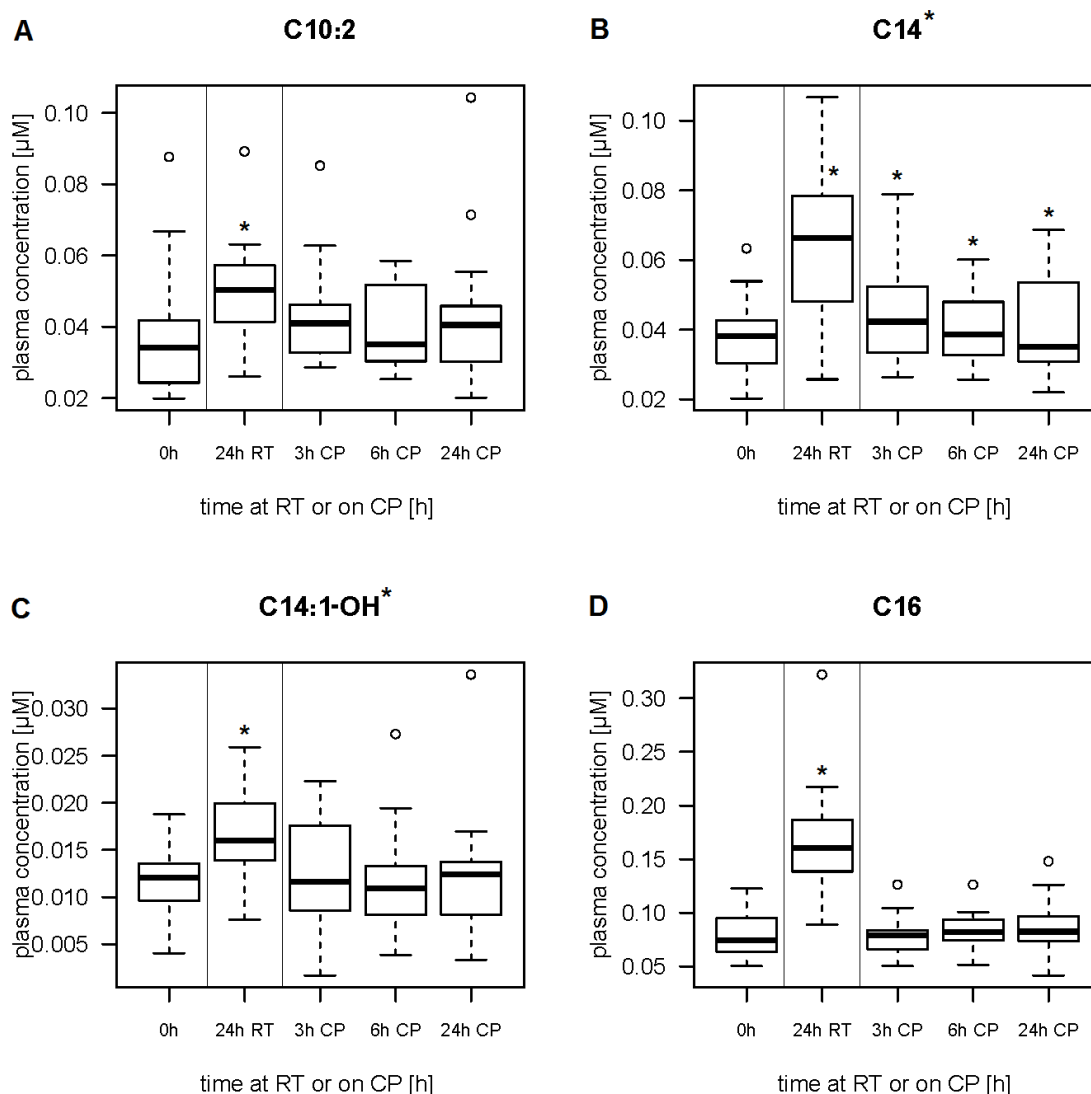 A
C10:2
plasma concentration [µM]
0.10
0.08
0.06
0.04
0.02
*
0h
24h RT
3h CP
6h CP
24h CP
time at RT or on CP [h]
B
C14*
plasma concentration [µM]
0.10
0.08
0.06
0.04
0.02
*
*
*
*
0h
24h RT
3h CP
6h CP
24h CP
time at RT or on CP [h]
C
C14:1-OH*
plasma concentration [µM]
0.030
0.025
0.020
0.015
0.010
0.005
*
0h
24h RT
3h CP
6h CP
24h CP
time at RT or on CP [h]
D
C16
plasma concentration [µM]
0.30
0.25
0.20
0.15
0.10
0.05
*
0h
24h RT
3h CP
6h CP
24h CP
time at RT or on CP [h]